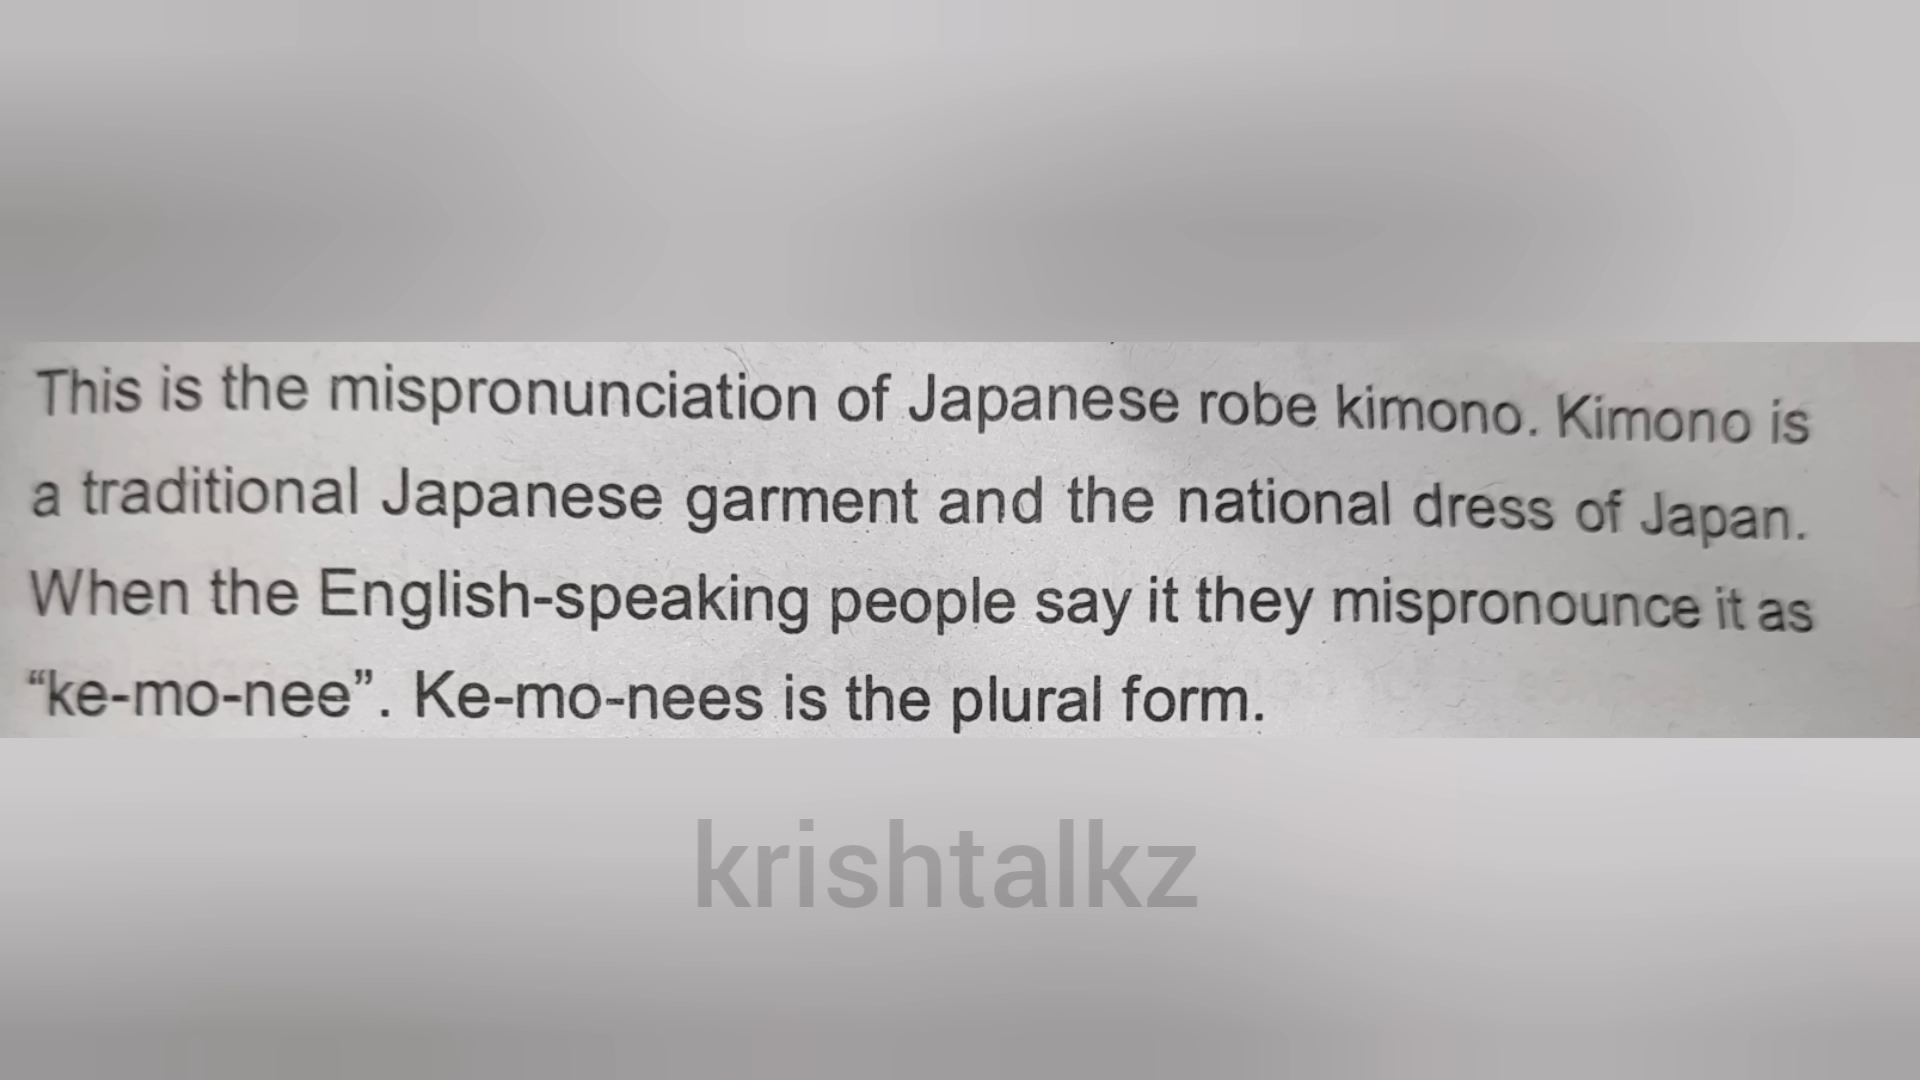 This is the mispronunciation of Japanese robe kimono. Kimono is
a traditional Japanese garment and the national dress of Japan.
When the English-speaking people say it they mispronounce it as
“ke-mo-nee”. Ke-mo-nees is the plural form.
krishtalkz